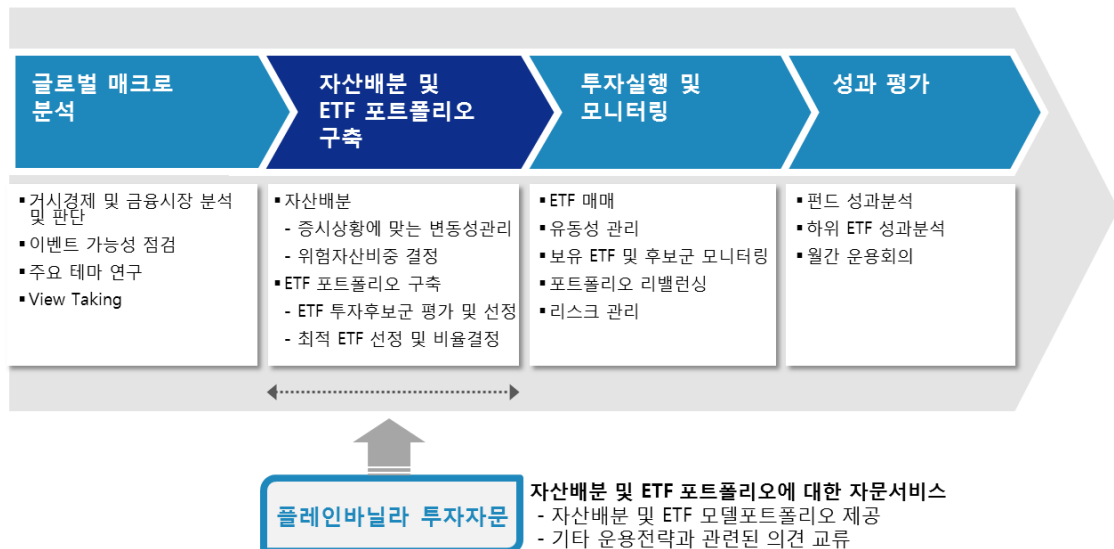 글로벌 매크로
분석
자산배분 및
ETF 포트폴리오
구축
투자실행 및
모니터링
성과 평가
▪거시경제 및 금융시장 분석
및 판단
▪이벤트 가능성 점검
▪주요 테마 연구
▪View Taking
▪자산배분
- 증시상황에 맞는 변동성관리
- 위험자산비중 결정
▪ETF 포트폴리오 구축
- ETF 투자후보군 평가 및 선정
- 최적 ETF 선정 및 비율결정
▪ETF 매매
▪유동성 관리
▪보유 ETF 및 후보군 모니터링
▪포트폴리오 리밸런싱
▪리스크 관리
▪펀드 성과분석
▪하위 ETF 성과분석
▪월간 운용회의
플레인바닐라 투자자문
자산배분 및 ETF 포트폴리오에 대한 자문서비스
- 자산배분 및 ETF 모델포트폴리오 제공
- 기타 운용전략과 관련된 의견 교류